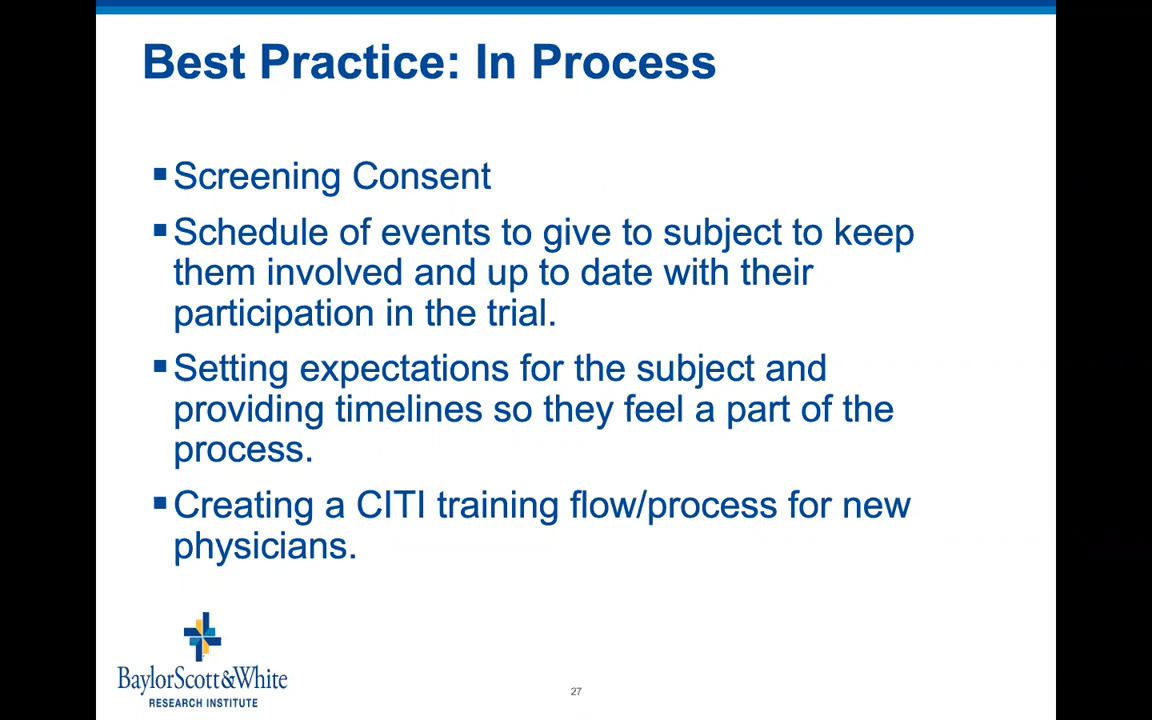 Best Practice: In Process
▪Screening Consent
▪Schedule of events to give to subject to keep
them involved and up to date with their
participation in the trial.
▪Setting expectations for the subject and
providing timelines so they feel a part of the
process.
▪Creating a CITI training flow/process for new
physicians.
BaylorScott&White
RESEARCH INSTITUTE
27